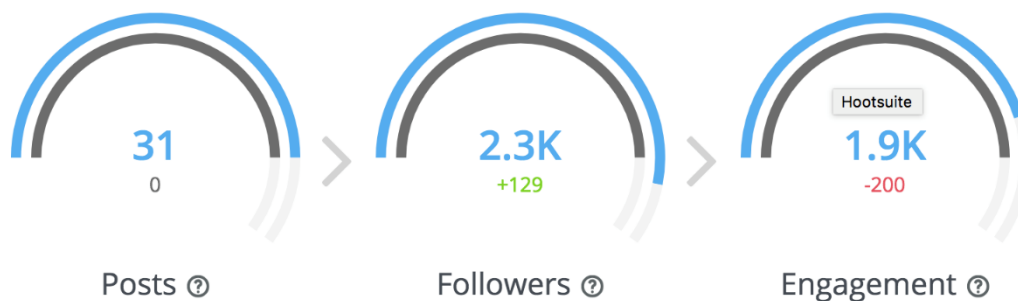 Hootsuite
31
0
2.3K
+129
1.9K
-200
Posts ?
Followers ?
Engagement ?